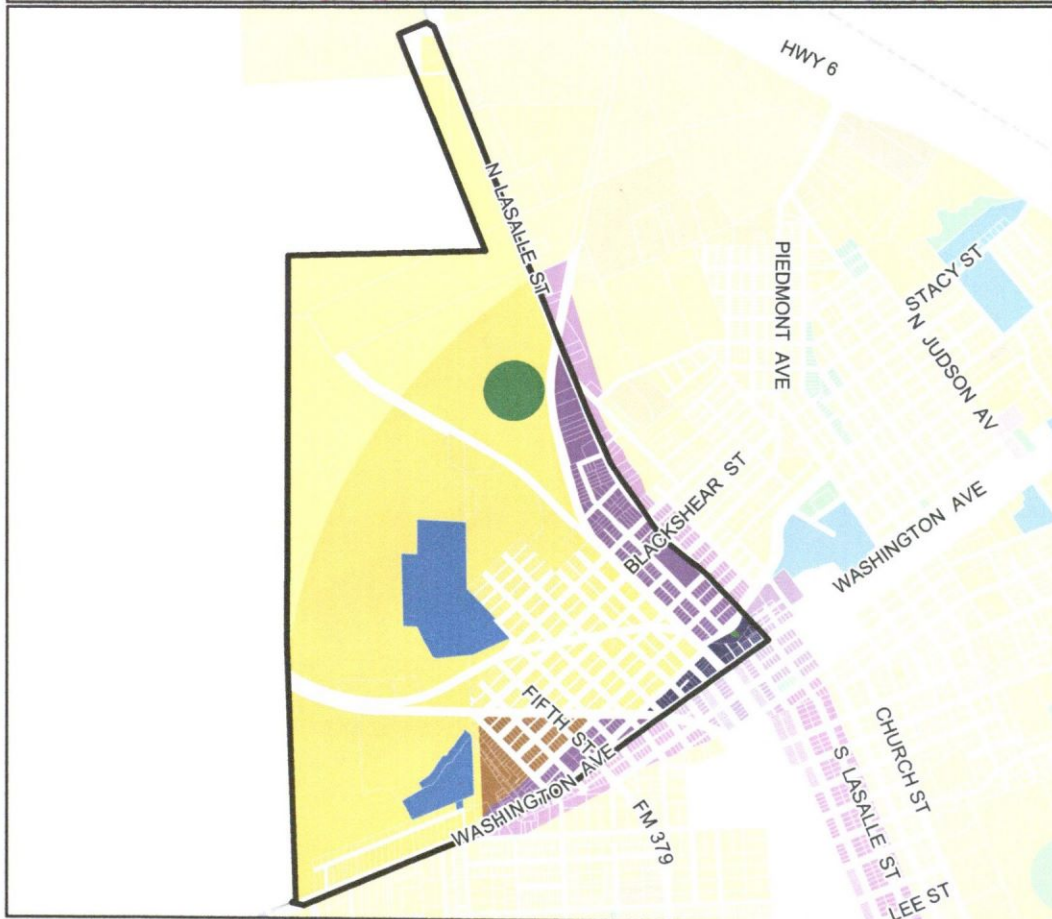 HWY 6
N LASALLE ST
PIEDMONT AVE
STACY ST
N JUDSON AV
BLACKSHEAR ST
WASHINGTON AVE
FIFTH ST
CHURCH ST
S LASALLE ST
WASHINGTON AVE
FM 379
LEE ST